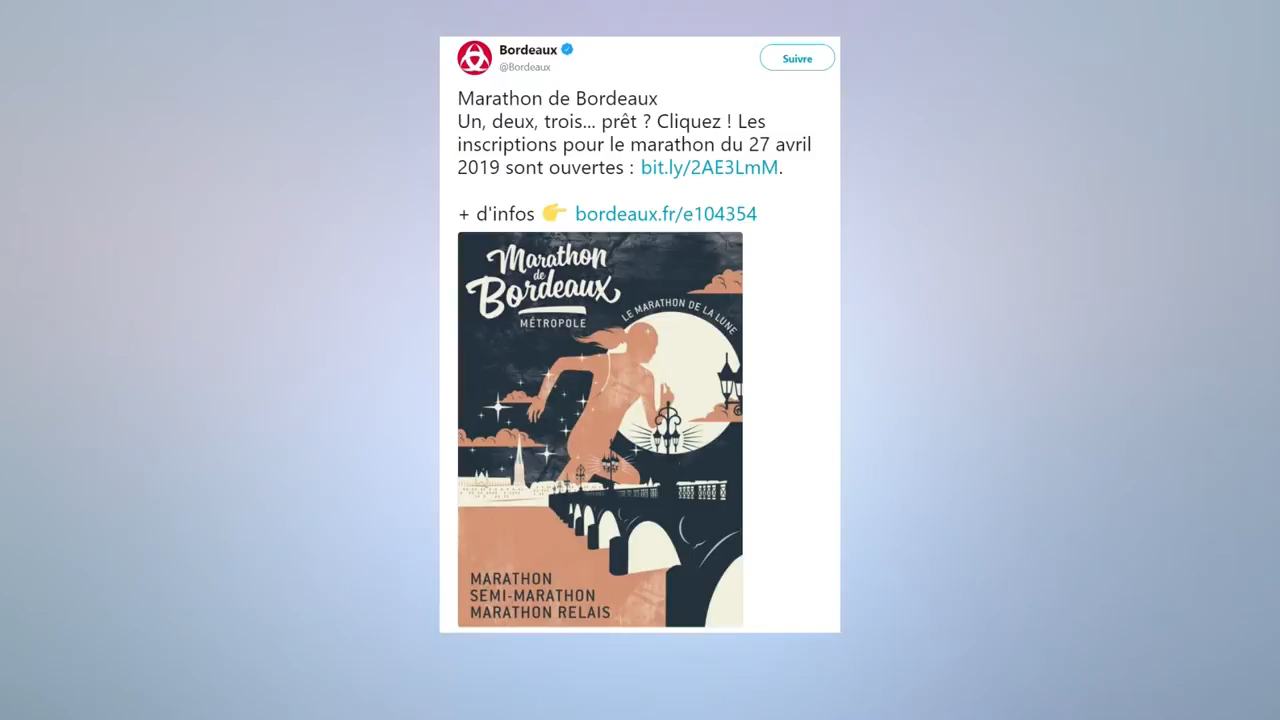 Bordeaux
@Bordeaux
Suivre
Marathon de Bordeaux
Un, deux, trois... prêt ? Cliquez ! Les
inscriptions pour le marathon du 27 avril
2019 sont ouvertes : bit.ly/2AE3LmM.
+ d'infos 👉 bordeaux.fr/e104354
Marathon
de
Bordeaux
MÉTROPOLE
LE MARATHON DE LA LUNE
MARATHON
SEMI-MARATHON
MARATHON RELAIS